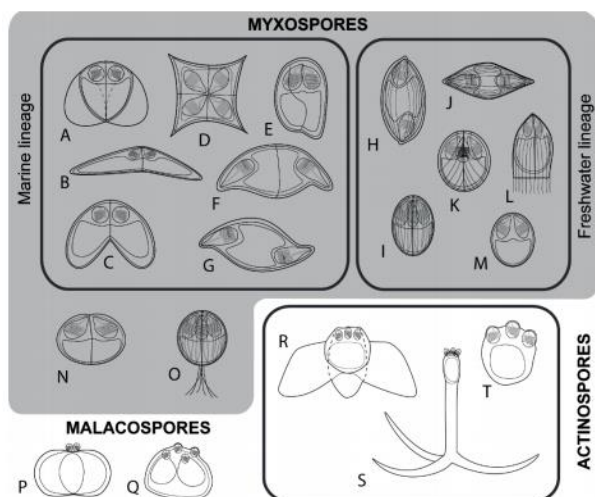 MYXOSPORES
Marine lineage
A
D
E
B
F
C
G
H
J
K
L
I
M
Freshwater lineage
N
O
R
T
S
ACTINOSPORES
MALACOSPORES
P
Q